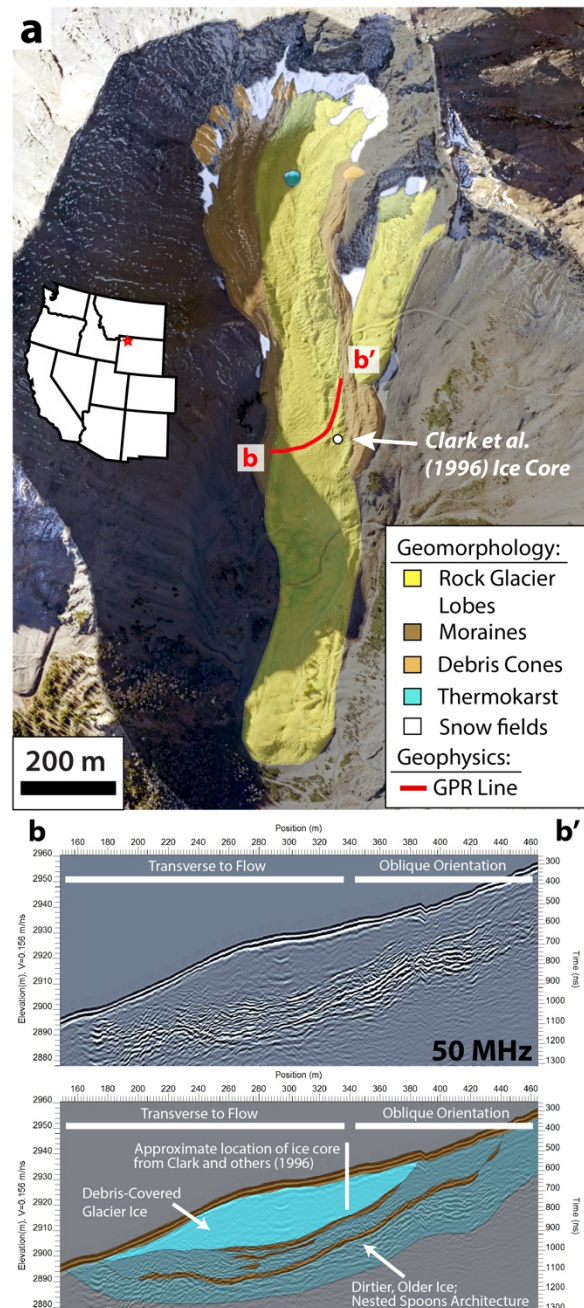 a
b'
b
Clark et al.
(1996) Ice Core
Geomorphology:
Rock Glacier
Lobes
Moraines
Debris Cones
Thermokarst
Snow fields
Geophysics:
GPR Line
200 m
b
Position (m)
b'
160 180 200 220 240 260 280 300 320 340 360 380 400 420 440 460
Transverse to Flow
Oblique Orientation
2960
2950
2940
2930
2920
2910
2900
2890
2880
Elevation(m), V=0.156 m/ns
300
400
500
600
700
800
900
1000
1100
1200
1300
Time (ns)
50 MHz
Position (m)
160 180 200 220 240 260 280 300 320 340 360 380 400 420 440 460
Transverse to Flow
Oblique Orientation
Approximate location of ice core
from Clark and others (1996)
Debris-Covered
Glacier Ice
Dirtier, Older Ice;
Nested Spoons Architecture
2960
2950
2940
2930
2920
2910
2900
2890
2880
Elevation(m), V=0.156 m/ns
300
400
500
600
700
800
900
1000
1100
1200
1300
Time (ns)